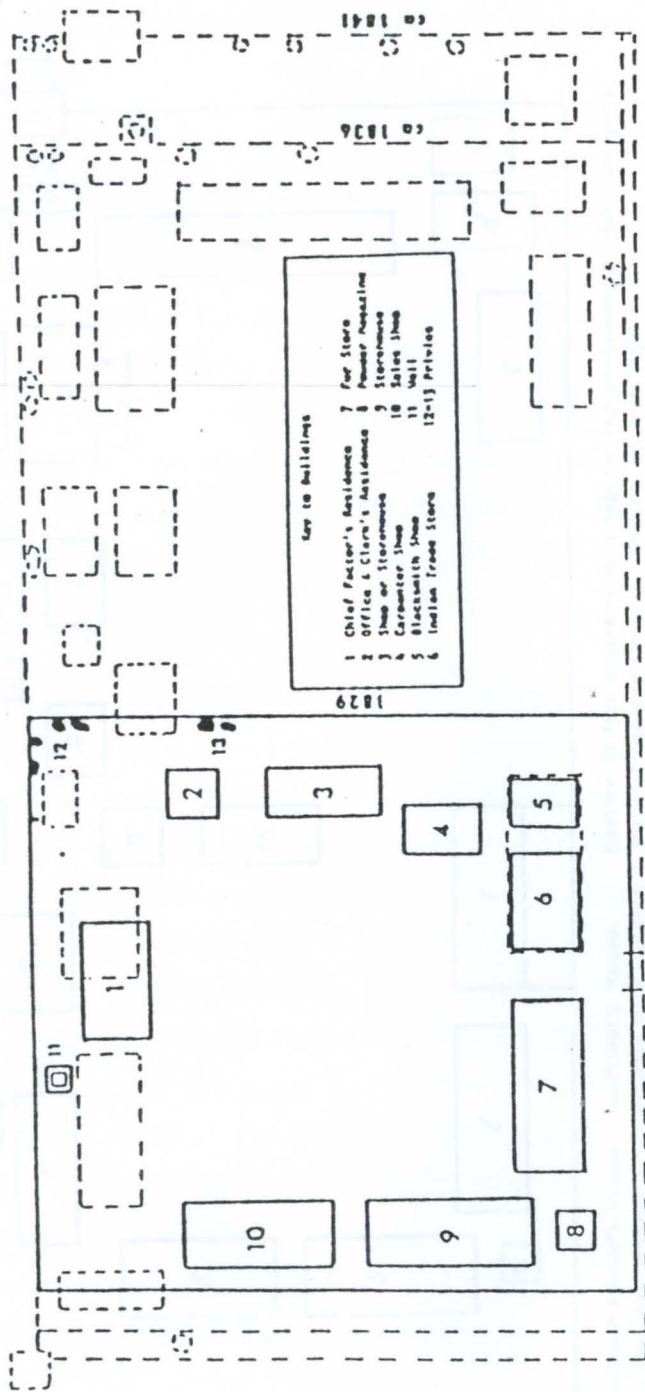 ca 1841
ca 1836
1829
Key to Buildings
1 Chief Factor's Residence
2 Office & Clerk's Residence
3 Shop or Storehouse
4 Carpenter Shop
5 Blacksmith Shop
6 Indian Trade Store
7 Fur Store
8 Powder Magazine
9 Storehouse
10 Sales Shop
11 Well
12-13 Privies
12
13
11
1
2
3
4
5
6
7
8
9
10